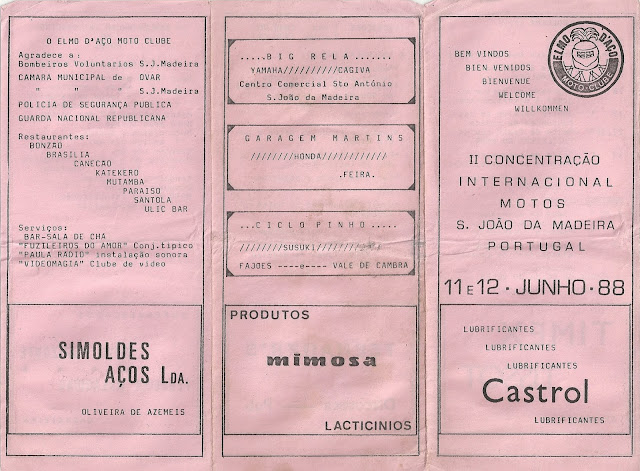 O ELMO D'AÇO MOTO CLUBE
Agradece a:
Bombeiros Voluntarios S.J.Madeira
CAMARA MUNICIPAL de OVAR
" " " S.J.Madeira
POLICIA DE SEGURANÇA PUBLICA
GUARDA NACIONAL REPUBLICANA
Restaurantes:
BONZÃO
BRASILIA
CANECAO
KATEKERO
MUTAMBA
PARAISO
SANTOLA
ULIC BAR
Serviços:
BAR-SALA DE CHÁ
"FUZILEIROS DO AMOR" Conj.tipico
"PAULA RÁDIO" instalação sonora
"VIDEOMAGIA" Clube de video
SIMOLDES
AÇOS LDA.
OLIVEIRA DE AZEMEIS
.....BIG RELA.......
YAMAHA///////////CAGIVA
Centro Comercial Sto António
S.João da Madeira
GARAGEM MARTINS
////////HONDA////////////
.FEIRA.
...CICLO PINHO.....
////////SUSUKI/////////
FAJOES ----e---- VALE DE CAMBRA
PRODUTOS
mimosa
LACTICINIOS
ELMO D'AÇO
MOTO-CLUBE
BEM VINDOS
BIEN VENIDOS
BIENVENUE
WELCOME
WILLKOMMEN
II CONCENTRAÇÃO
INTERNACIONAL
MOTOS
S. JOÃO DA MADEIRA
PORTUGAL
11 E 12 · JUNHO · 88
LUBRIFICANTES
LUBRIFICANTES
LUBRIFICANTES
Castrol
LUBRIFICANTES